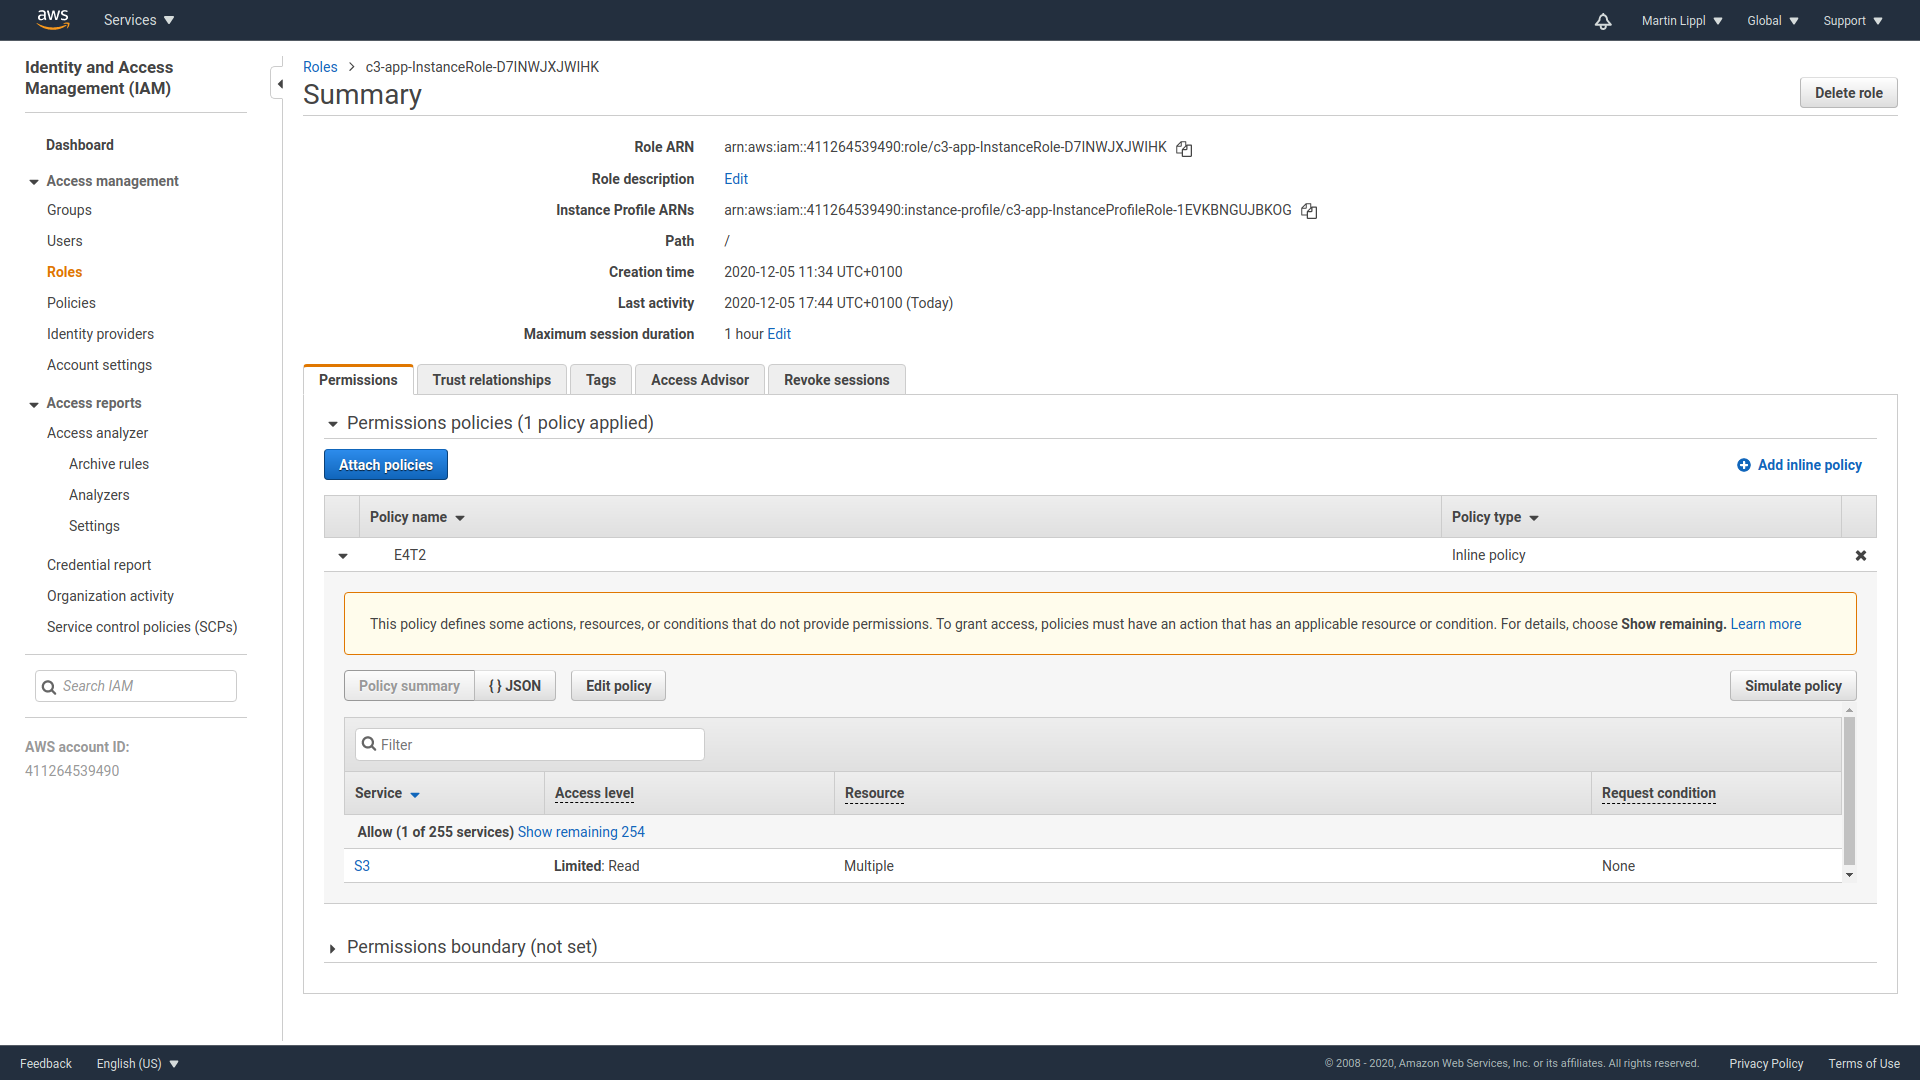 aws Services Martin Lippl Global Support
Identity and Access
Management (IAM)
Dashboard
Access management
Groups
Users
Roles
Policies
Identity providers
Account settings
Access reports
Access analyzer
Archive rules
Analyzers
Settings
Credential report
Organization activity
Service control policies (SCPs)
Search IAM
AWS account ID:
411264539490
Roles > c3-app-InstanceRole-D7INWJXJWIHK
Summary
Delete role
Role ARN arn:aws:iam::411264539490:role/c3-app-InstanceRole-D7INWJXJWIHK
Role description Edit
Instance Profile ARNs arn:aws:iam::411264539490:instance-profile/c3-app-InstanceProfileRole-1EVKBNGUJBKOG
Path /
Creation time 2020-12-05 11:34 UTC+0100
Last activity 2020-12-05 17:44 UTC+0100 (Today)
Maximum session duration 1 hour Edit
Permissions Trust relationships Tags Access Advisor Revoke sessions
Permissions policies (1 policy applied)
Attach policies Add inline policy
Policy name Policy type
E4T2 Inline policy
This policy defines some actions, resources, or conditions that do not provide permissions. To grant access, policies must have an action that has an applicable resource or condition. For details, choose Show remaining. Learn more
Policy summary { } JSON Edit policy Simulate policy
Filter
Service Access level Resource Request condition
Allow (1 of 255 services) Show remaining 254
S3 Limited: Read Multiple None
Permissions boundary (not set)
Feedback English (US) © 2008 - 2020, Amazon Web Services, Inc. or its affiliates. All rights reserved. Privacy Policy Terms of Use